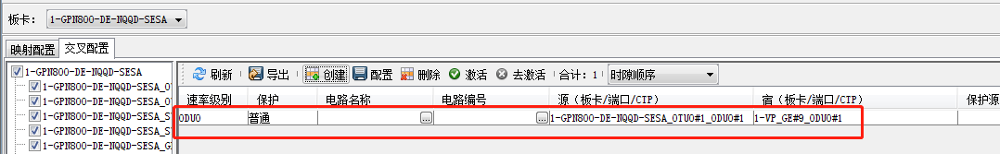 板卡: 1-GPN800-DE-NQQD-SESA
映射配置 交叉配置
1-GPN800-DE-NQQD-SESA
刷新 导出 创建 配置 删除 激活 去激活 合计: 1 时隙顺序
1-GPN800-DE-NQQD-SESA_OT
速率级别 保护 电路名称 电路编号 源(板卡/端口/CTP) 宿(板卡/端口/CTP) 保护源
1-GPN800-DE-NQQD-SESA_OT
ODU0 普通 ... ... 1-GPN800-DE-NQQD-SESA_OTU0#1_ODU0#1 1-VP_GE#9_ODU0#1
1-GPN800-DE-NQQD-SESA_ST
1-GPN800-DE-NQQD-SESA_ST
1-GPN800-DE-NQQD-SESA_GE